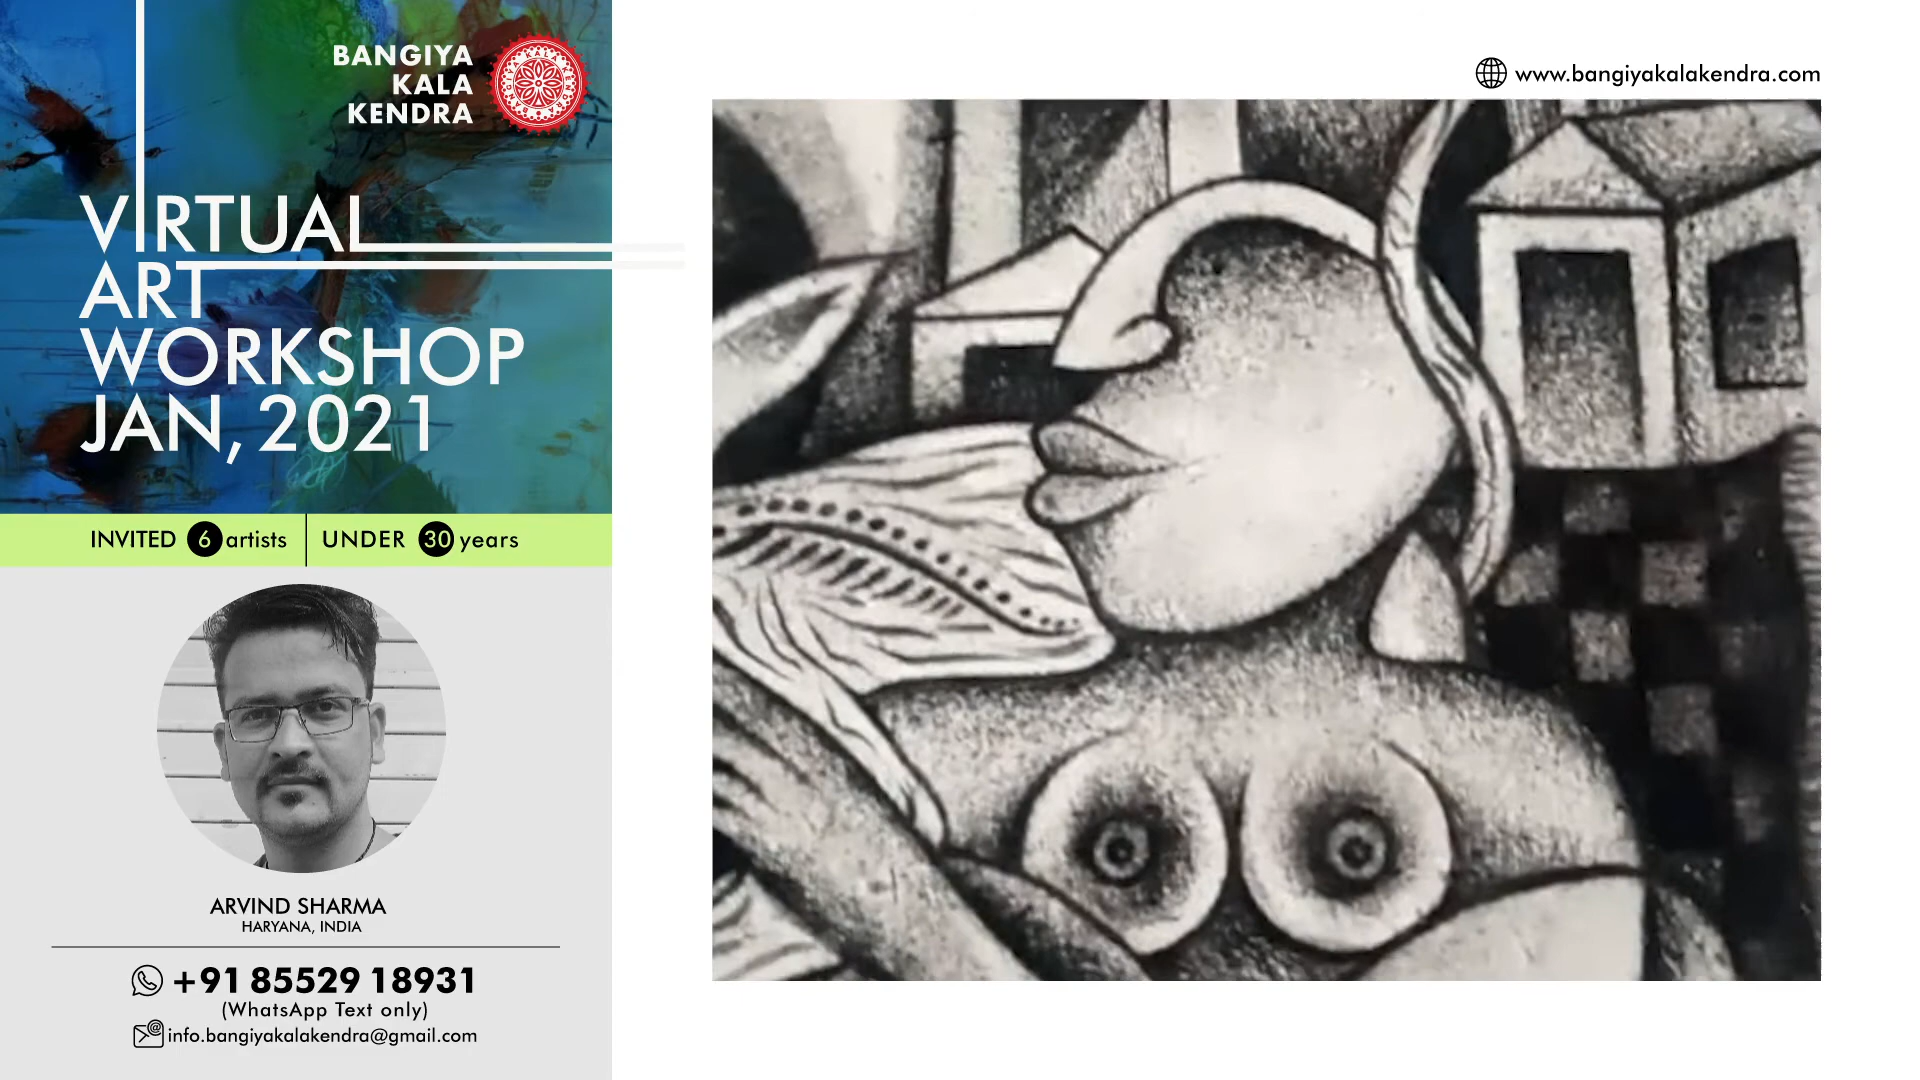 BANGIYA
KALA
KENDRA
VIRTUAL
ART
WORKSHOP
JAN, 2021
INVITED 6 artists | UNDER 30 years
ARVIND SHARMA
HARYANA, INDIA
+91 85529 18931
(WhatsApp Text only)
info.bangiyakalakendra@gmail.com
www.bangiyakalakendra.com